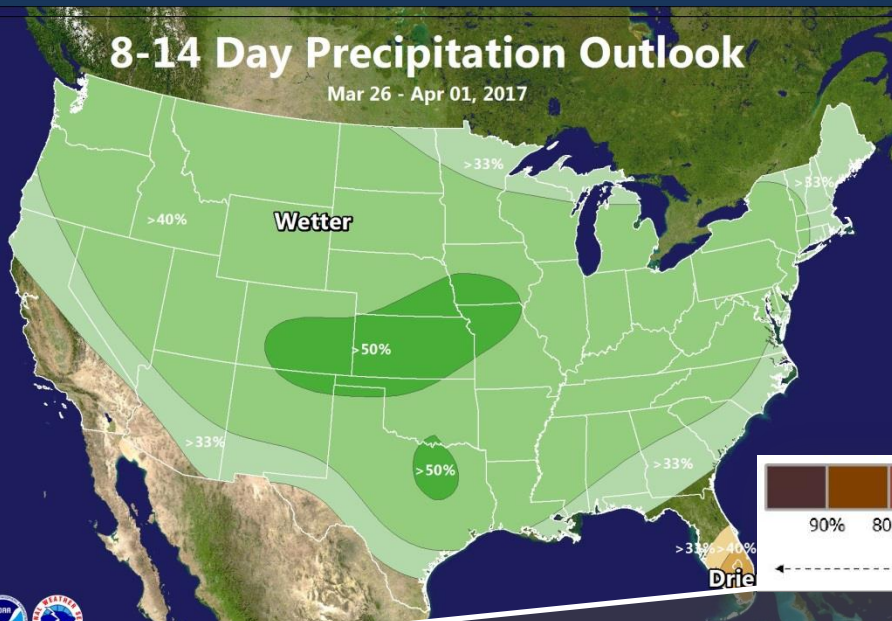 8-14 Day Precipitation Outlook
Mar 26 - Apr 01, 2017
>33%
>33%
>40%
Wetter
>50%
>33%
>50%
>33%
90% 80
>33% >40%
Drie